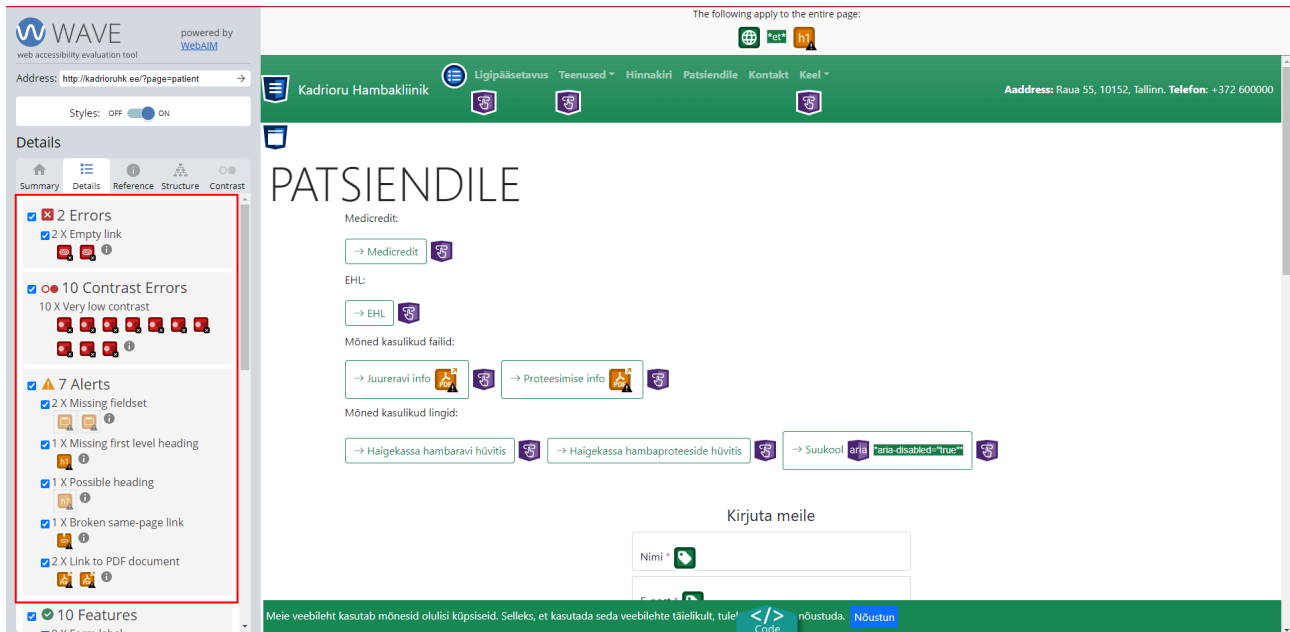 The following apply to the entire page:
*et*
h1
WAVE
powered by
WebAIM
web accessibility evaluation tool
Address: http://kadrioruhk.ee/?page=patient →
Styles: OFF ON
Details
Summary Details Reference Structure Contrast
2 Errors
2 X Empty link
10 Contrast Errors
10 X Very low contrast
7 Alerts
2 X Missing fieldset
1 X Missing first level heading
h1
1 X Possible heading
h?
1 X Broken same-page link
2 X Link to PDF document
10 Features
Kadrioru Hambakliinik
Ligipääsetavus Teenused Hinnakiri Patsiendile Kontakt Keel
Aaddress: Raua 55, 10152, Tallinn. Telefon: +372 600000
PATSIENDILE
Medicredit:
→ Medicredit
EHL:
→ EHL
Mõned kasulikud failid:
→ Juureravi info PDF → Proteesimise info PDF
Mõned kasulikud lingid:
→ Haigekassa hambaravi hüvitis → Haigekassa hambaproteeside hüvitis → Suukool aria *aria-disabled="true"*
Kirjuta meile
Nimi *
Meie veebileht kasutab mõnesid olulisi küpsiseid. Selleks, et kasutada seda veebilehte täielikult, nõustuda. Nõustun
</> Code